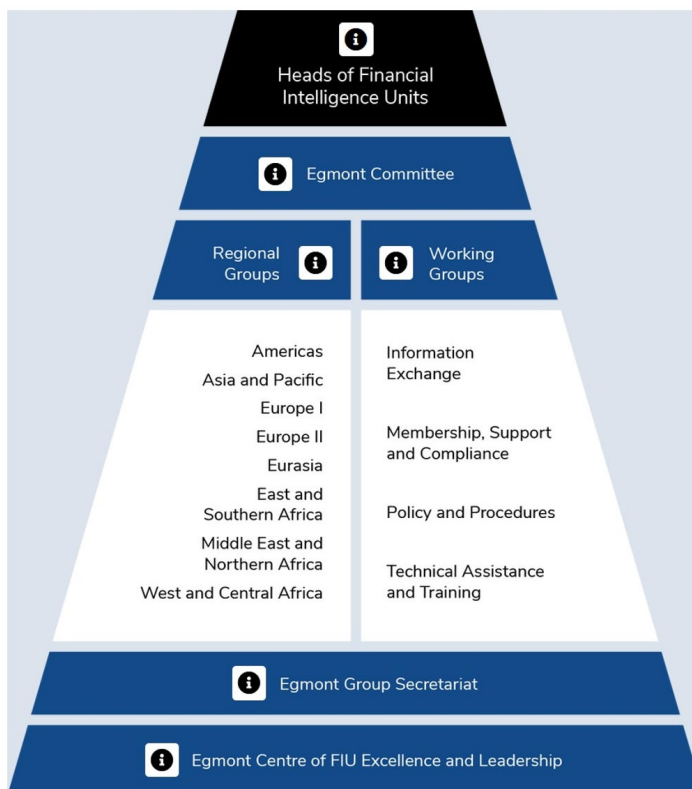 Heads of Financial
Intelligence Units
Egmont Committee
Regional
Groups
Working
Groups
Americas
Asia and Pacific
Europe I
Europe II
Eurasia
East and
Southern Africa
Middle East and
Northern Africa
West and Central Africa
Information
Exchange
Membership, Support
and Compliance
Policy and Procedures
Technical Assistance
and Training
Egmont Group Secretariat
Egmont Centre of FIU Excellence and Leadership